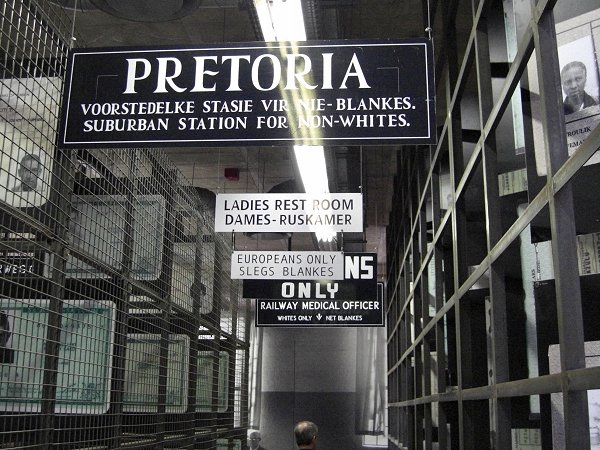 PRETORIA
VOORSTEDELKE STASIE VIR NIE-BLANKES.
SUBURBAN STATION FOR NON-WHITES.
LADIES REST ROOM
DAMES-RUSKAMER
EUROPEANS ONLY
SLEGS BLANKES
NS
ONLY
RAILWAY MEDICAL OFFICER
WHITES ONLY NET BLANKES